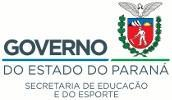 GOVERNO
DO ESTADO DO PARANÁ
SECRETARIA DE EDUCAÇÃO
E DO ESPORTE